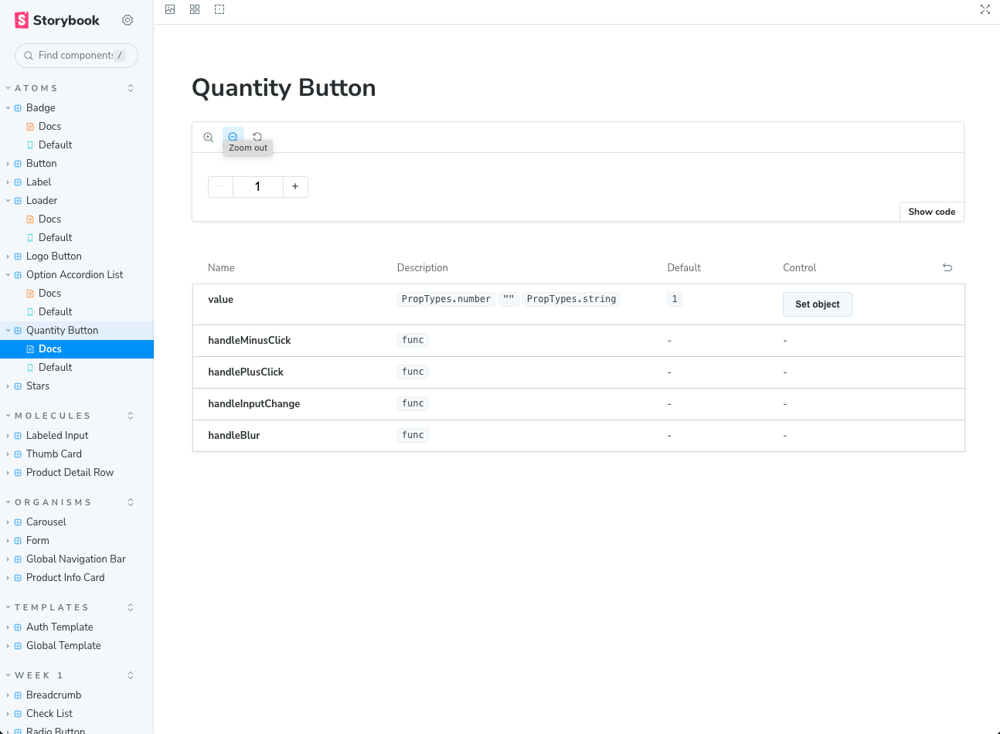 Storybook
Find components /
ATOMS
Badge
Docs
Default
Button
Label
Loader
Docs
Default
Logo Button
Option Accordion List
Docs
Default
Quantity Button
Docs
Default
Stars
MOLECULES
Labeled Input
Thumb Card
Product Detail Row
ORGANISMS
Carousel
Form
Global Navigation Bar
Product Info Card
TEMPLATES
Auth Template
Global Template
WEEK 1
Breadcrumb
Check List
Radio Button
Quantity Button
Zoom out
− 1 +
Show code
Name Description Default Control
value PropTypes.number "" PropTypes.string 1 Set object
handleMinusClick func - -
handlePlusClick func - -
handleInputChange func - -
handleBlur func - -